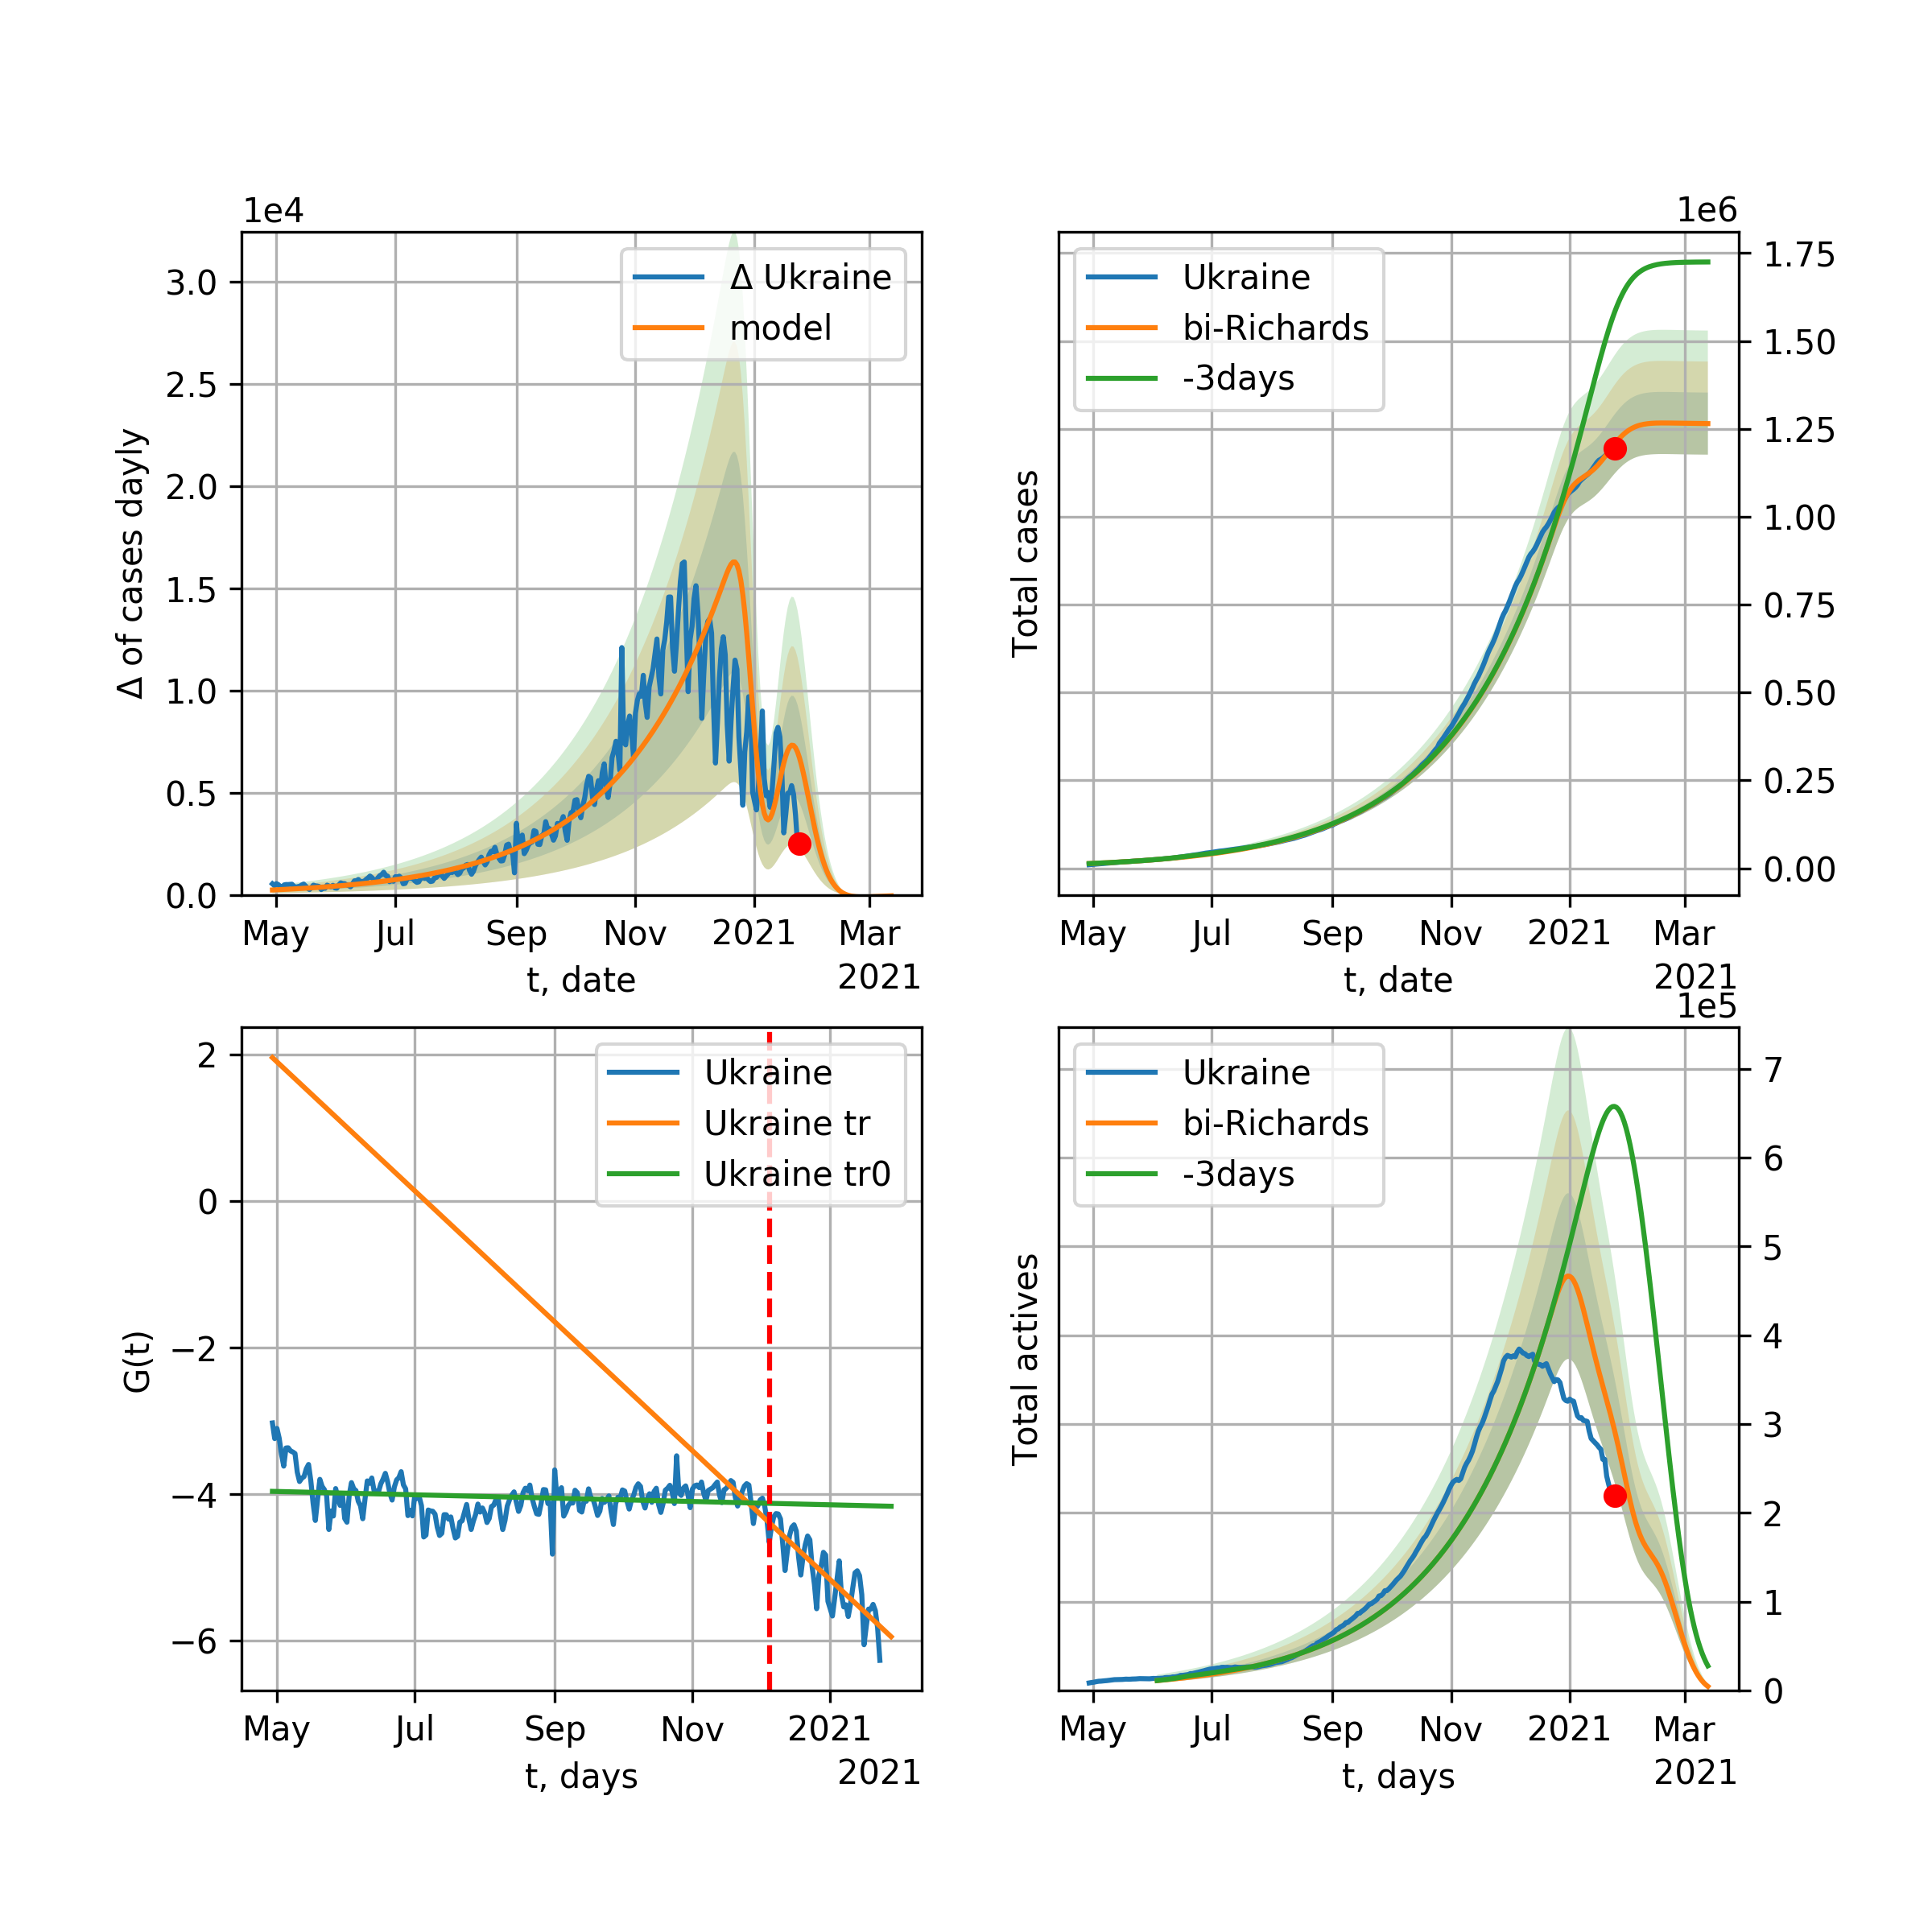 1e4
3.0
2.5
2.0
1.5
1.0
0.5
0.0
Δ of cases dayly
Δ Ukraine
model
May Jul Sep Nov 2021 Mar
t, date
2021
1e6
Ukraine
bi-Richards
-3days
Total cases
1.75
1.50
1.25
1.00
0.75
0.50
0.25
0.00
May Jul Sep Nov 2021 Mar
t, date
2021
2
0
−2
−4
−6
G(t)
Ukraine
Ukraine tr
Ukraine tr0
May Jul Sep Nov 2021
t, days
2021
1e5
Ukraine
bi-Richards
-3days
Total actives
7
6
5
4
3
2
1
0
May Jul Sep Nov 2021 Mar
t, days
2021